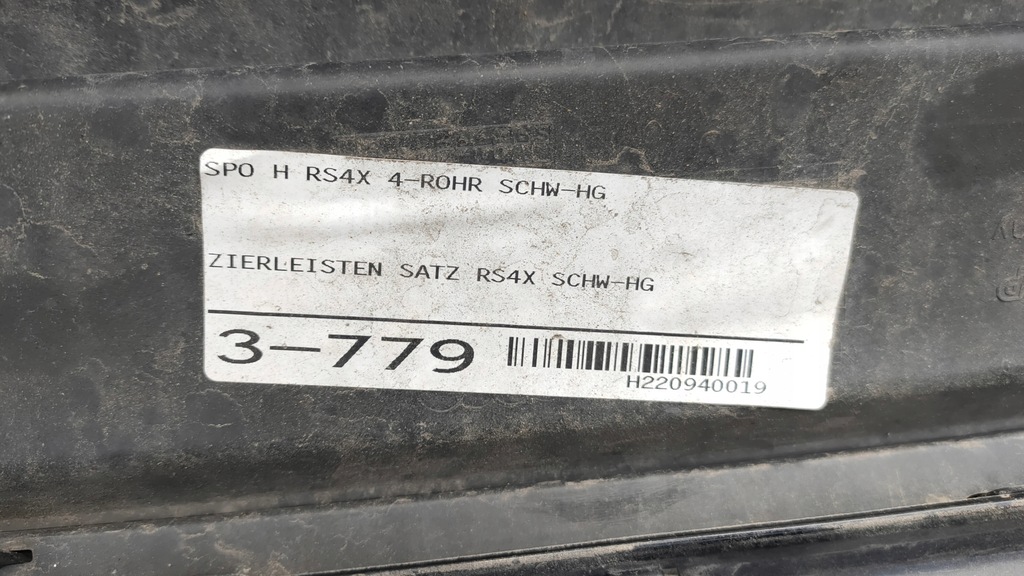 SPO H RS4X 4-ROHR SCHW-HG
ZIERLEISTEN SATZ RS4X SCHW-HG
3-779
H220940019